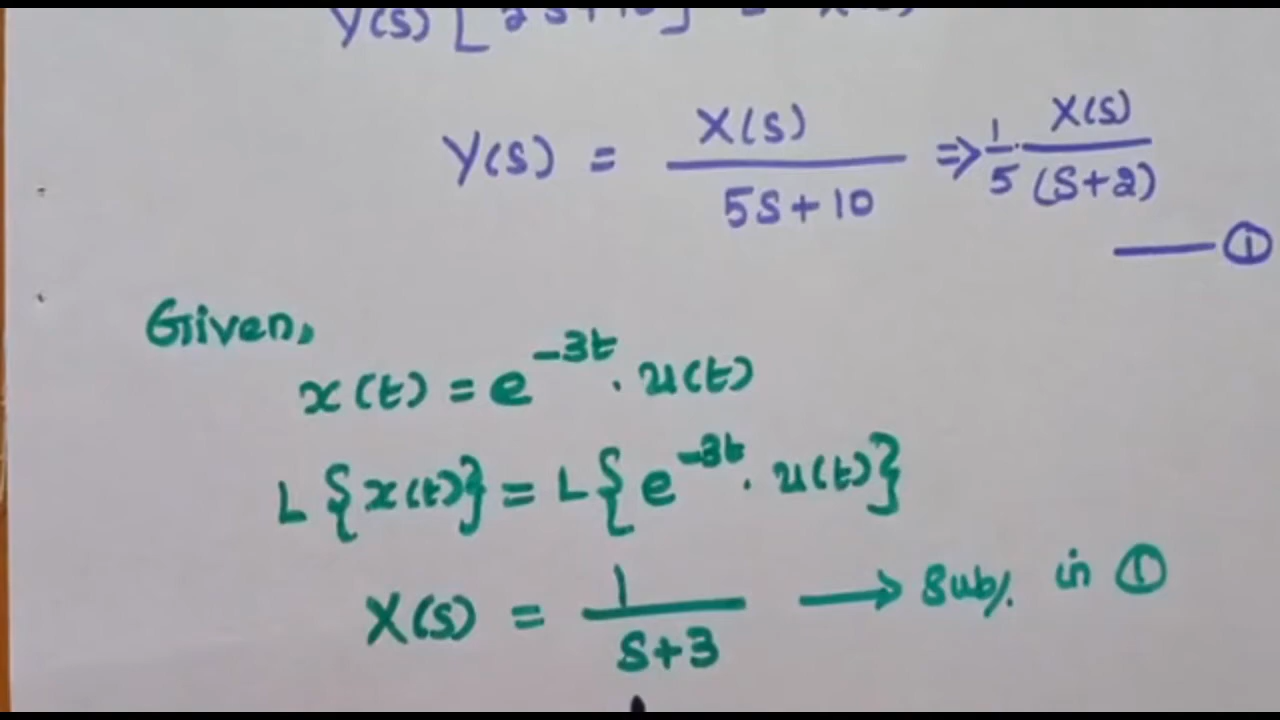 Y(S) = X(S) / 5S+10 ⇒ 1/5 · X(S) / (S+2)
—— ①
Given,
x(t) = e^-3t . u(t)
L{x(t)} = L{e^-3t . u(t)}
X(S) = 1 / S+3 → Sub/. in ①